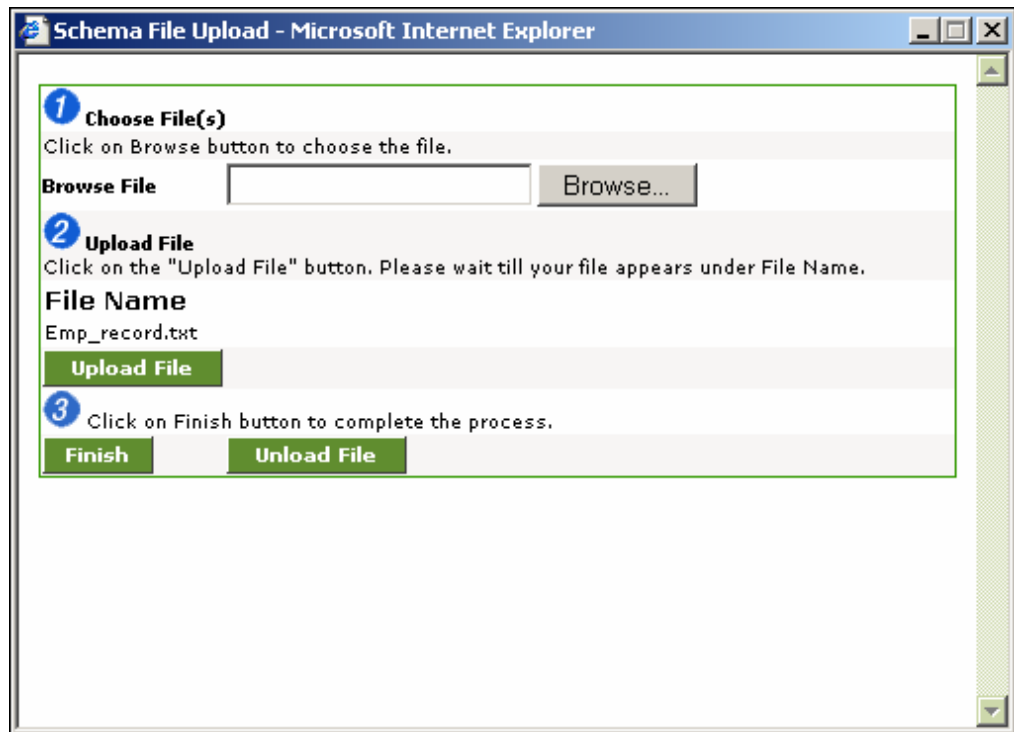 Schema File Upload - Microsoft Internet Explorer
1 Choose File(s)
Click on Browse button to choose the file.
Browse File Browse...
2 Upload File
Click on the "Upload File" button. Please wait till your file appears under File Name.
File Name
Emp_record.txt
Upload File
3 Click on Finish button to complete the process.
Finish Unload File